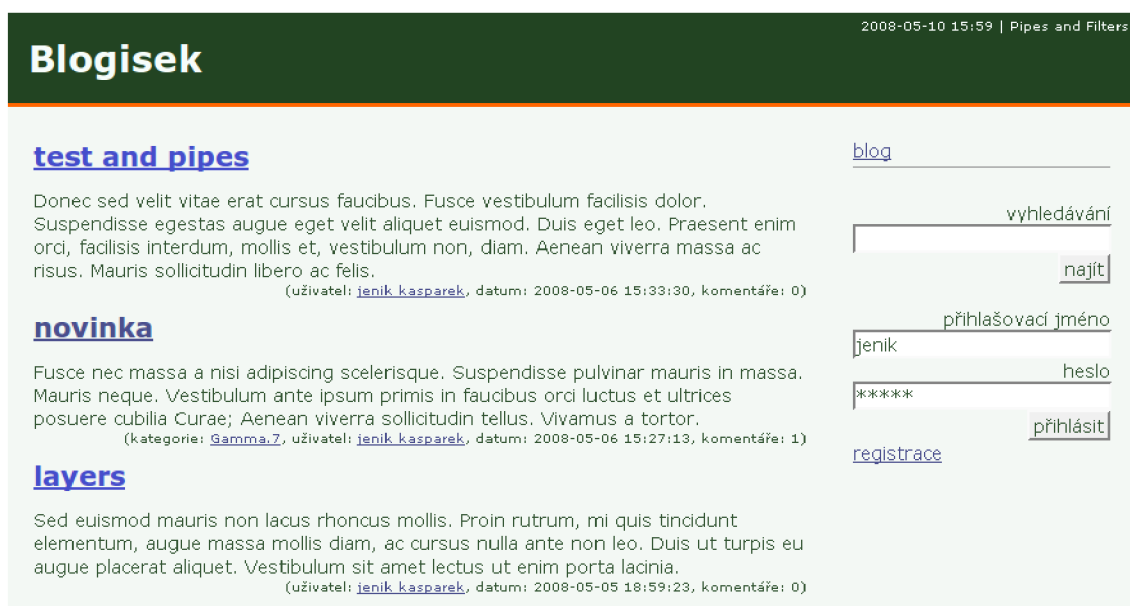 2008-05-10 15:59 | Pipes and Filters
Blogisek
test and pipes
Donec sed velit vitae erat cursus faucibus. Fusce vestibulum facilisis dolor.
Suspendisse egestas augue eget velit aliquet euismod. Duis eget leo. Praesent enim
orci, facilisis interdum, mollis et, vestibulum non, diam. Aenean viverra massa ac
risus. Mauris sollicitudin libero ac felis.
(uživatel: jenik kasparek, datum: 2008-05-06 15:33:30, komentáře: 0)
novinka
Fusce nec massa a nisi adipiscing scelerisque. Suspendisse pulvinar mauris in massa.
Mauris neque. Vestibulum ante ipsum primis in faucibus orci luctus et ultrices
posuere cubilia Curae; Aenean viverra sollicitudin tellus. Vivamus a tortor.
(kategorie: Gamma.7, uživatel: jenik kasparek, datum: 2008-05-06 15:27:13, komentáře: 1)
layers
Sed euismod mauris non lacus rhoncus mollis. Proin rutrum, mi quis tincidunt
elementum, augue massa mollis diam, ac cursus nulla ante non leo. Duis ut turpis eu
augue placerat aliquet. Vestibulum sit amet lectus ut enim porta lacinia.
(uživatel: jenik kasparek, datum: 2008-05-05 18:59:23, komentáře: 0)
blog
vyhledávání
najít
přihlašovací jméno
jenik
heslo
*****
přihlásit
registrace